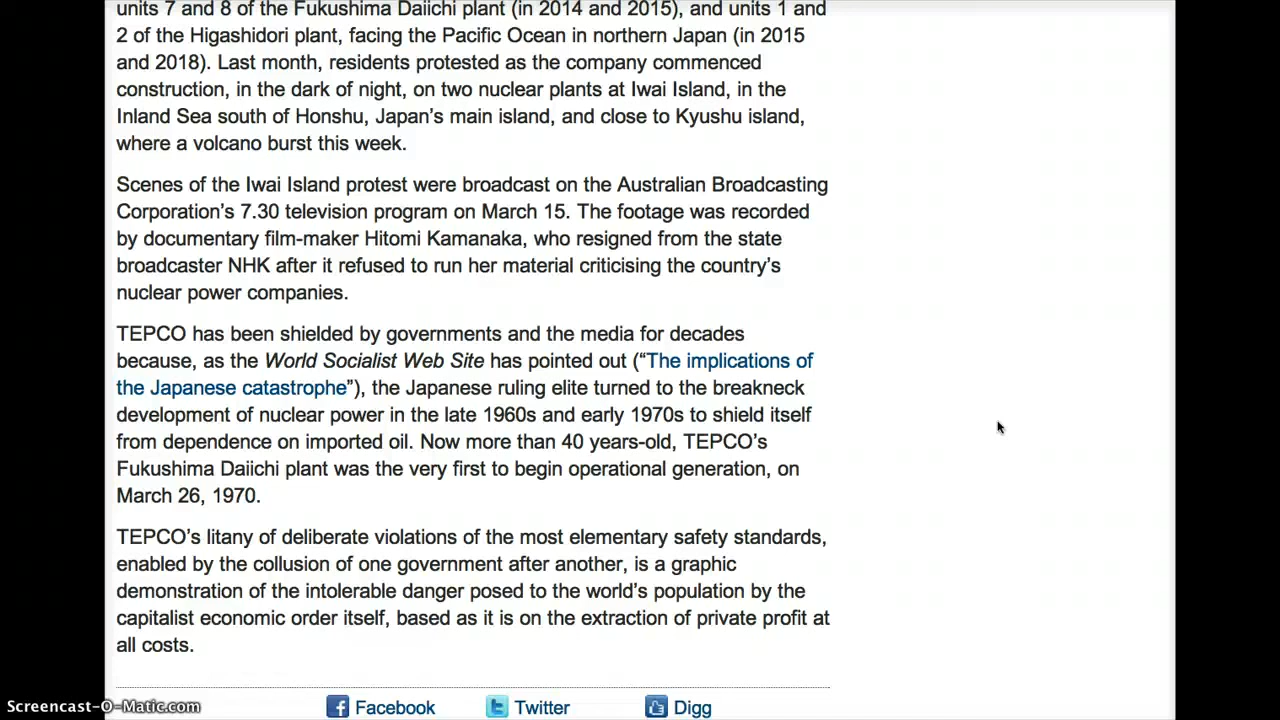 units 7 and 8 of the Fukushima Daiichi plant (in 2014 and 2015), and units 1 and
2 of the Higashidori plant, facing the Pacific Ocean in northern Japan (in 2015
and 2018). Last month, residents protested as the company commenced
construction, in the dark of night, on two nuclear plants at Iwai Island, in the
Inland Sea south of Honshu, Japan’s main island, and close to Kyushu island,
where a volcano burst this week.
Scenes of the Iwai Island protest were broadcast on the Australian Broadcasting
Corporation’s 7.30 television program on March 15. The footage was recorded
by documentary film-maker Hitomi Kamanaka, who resigned from the state
broadcaster NHK after it refused to run her material criticising the country’s
nuclear power companies.
TEPCO has been shielded by governments and the media for decades
because, as the World Socialist Web Site has pointed out (“The implications of
the Japanese catastrophe”), the Japanese ruling elite turned to the breakneck
development of nuclear power in the late 1960s and early 1970s to shield itself
from dependence on imported oil. Now more than 40 years-old, TEPCO’s
Fukushima Daiichi plant was the very first to begin operational generation, on
March 26, 1970.
TEPCO’s litany of deliberate violations of the most elementary safety standards,
enabled by the collusion of one government after another, is a graphic
demonstration of the intolerable danger posed to the world’s population by the
capitalist economic order itself, based as it is on the extraction of private profit at
all costs.
Facebook Twitter Digg
Screencast-O-Matic.com